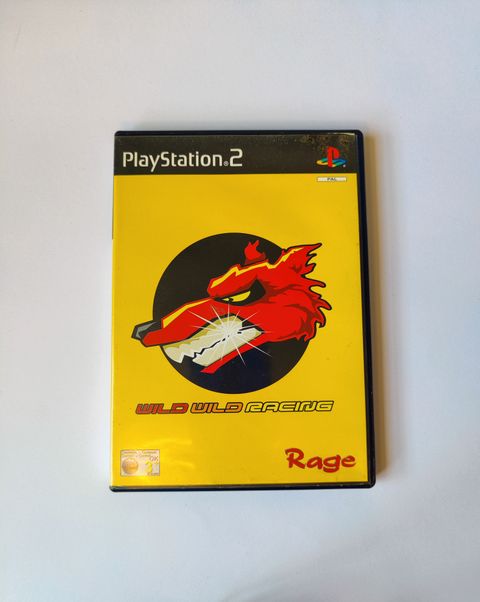 PlayStation®2
PAL
WILD WILD RACING
Rage